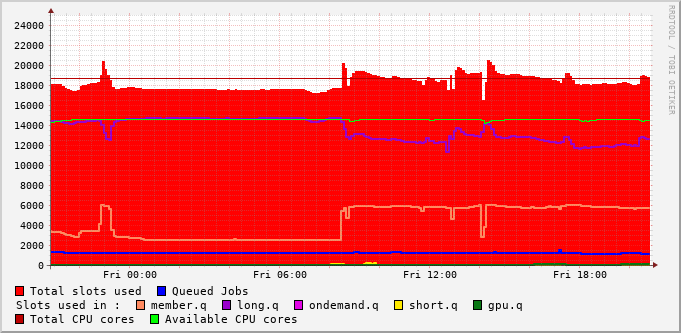 24000
22000
20000
18000
16000
14000
12000
10000
8000
6000
4000
2000
0
Fri 00:00 Fri 06:00 Fri 12:00 Fri 18:00
Total slots used Queued Jobs
Slots used in : member.q long.q ondemand.q short.q gpu.q
Total CPU cores Available CPU cores
RRDTOOL / TOBI OETIKER